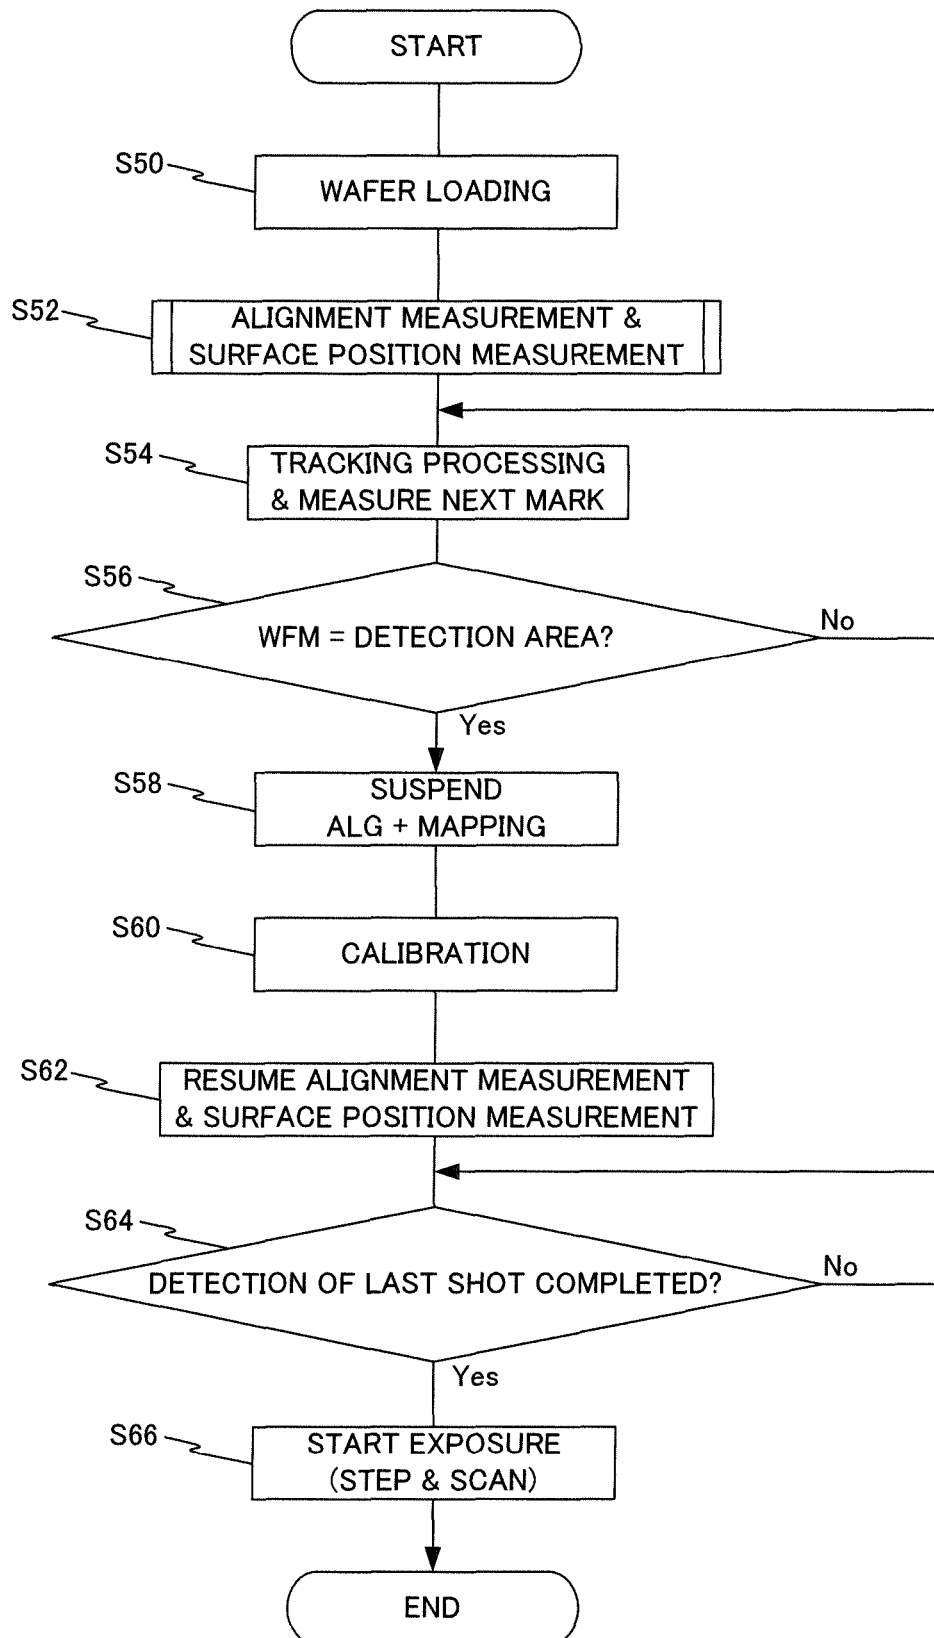 START
S50
WAFER LOADING
S52
ALIGNMENT MEASUREMENT &
SURFACE POSITION MEASUREMENT
S54
TRACKING PROCESSING
& MEASURE NEXT MARK
S56
WFM = DETECTION AREA?
No
Yes
S58
SUSPEND
ALG + MAPPING
S60
CALIBRATION
S62
RESUME ALIGNMENT MEASUREMENT
& SURFACE POSITION MEASUREMENT
S64
DETECTION OF LAST SHOT COMPLETED?
No
Yes
S66
START EXPOSURE
(STEP & SCAN)
END